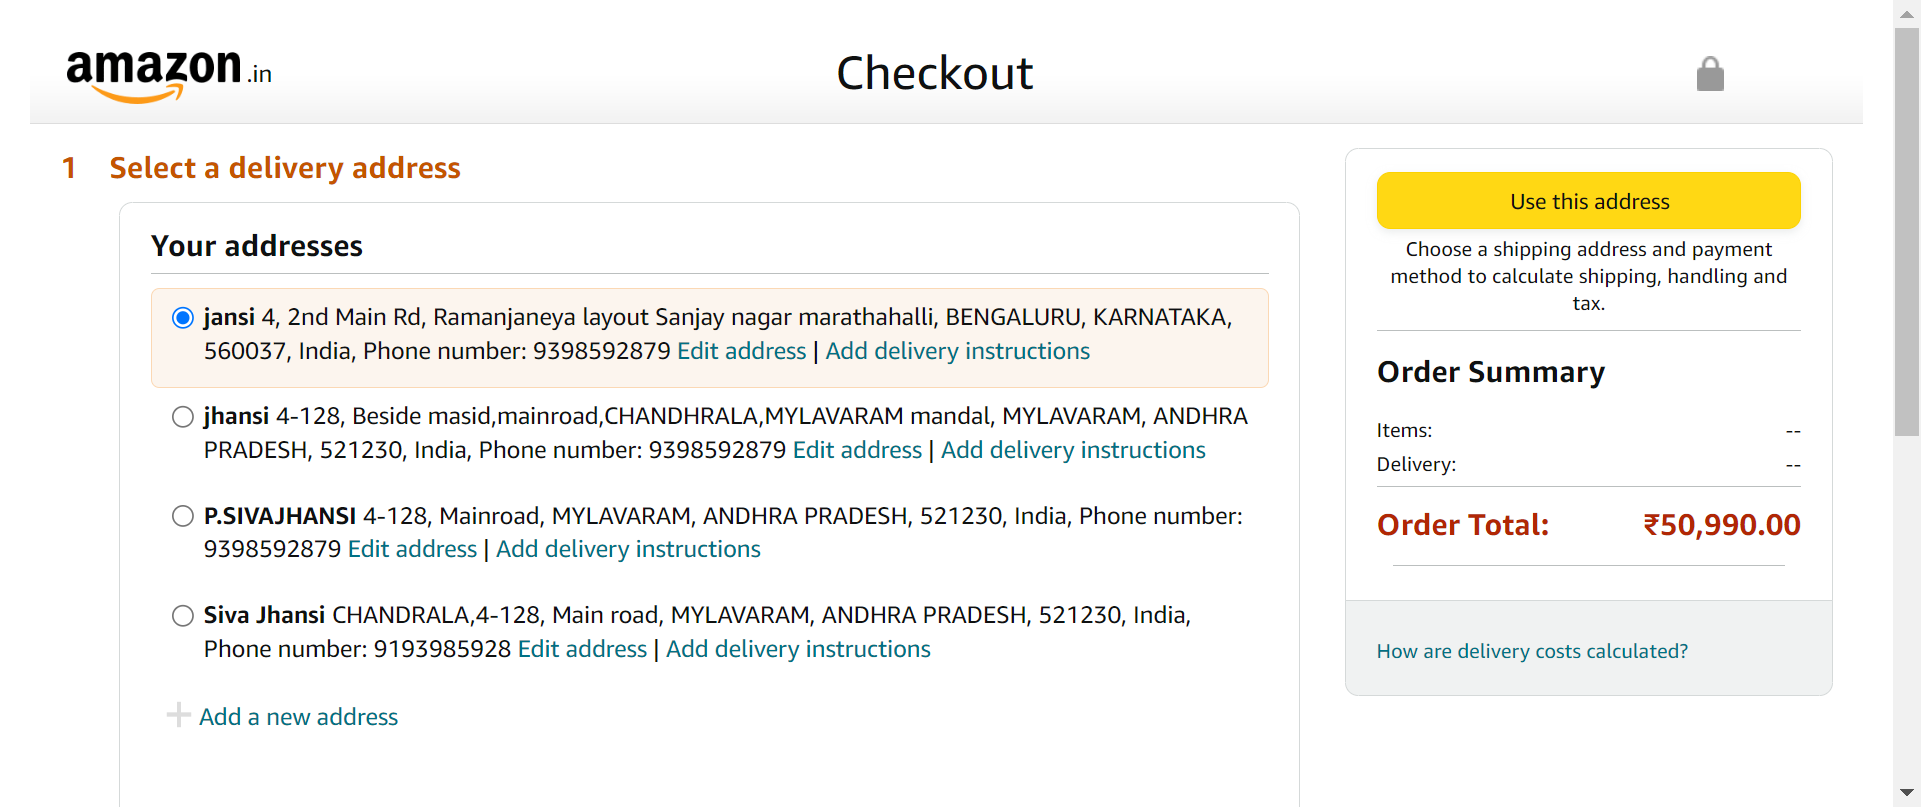 amazon.in
Checkout
1 Select a delivery address
Your addresses
jansi 4, 2nd Main Rd, Ramanjaneya layout Sanjay nagar marathahalli, BENGALURU, KARNATAKA,
560037, India, Phone number: 9398592879 Edit address | Add delivery instructions
jhansi 4-128, Beside masid,mainroad,CHANDHRALA,MYLAVARAM mandal, MYLAVARAM, ANDHRA
PRADESH, 521230, India, Phone number: 9398592879 Edit address | Add delivery instructions
P.SIVAJHANSI 4-128, Mainroad, MYLAVARAM, ANDHRA PRADESH, 521230, India, Phone number:
9398592879 Edit address | Add delivery instructions
Siva Jhansi CHANDRALA,4-128, Main road, MYLAVARAM, ANDHRA PRADESH, 521230, India,
Phone number: 9193985928 Edit address | Add delivery instructions
Add a new address
Use this address
Choose a shipping address and payment
method to calculate shipping, handling and
tax.
Order Summary
Items: --
Delivery: --
Order Total: ₹50,990.00
How are delivery costs calculated?